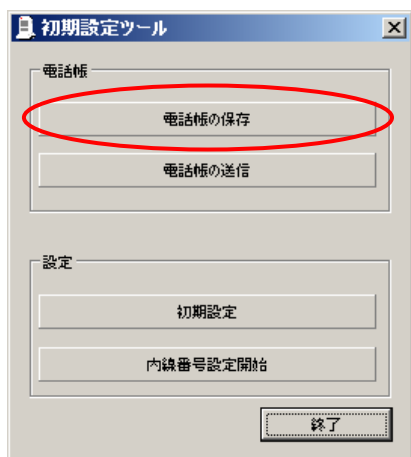 初期設定ツール
電話帳
電話帳の保存
電話帳の送信
設定
初期設定
内線番号設定開始
終了